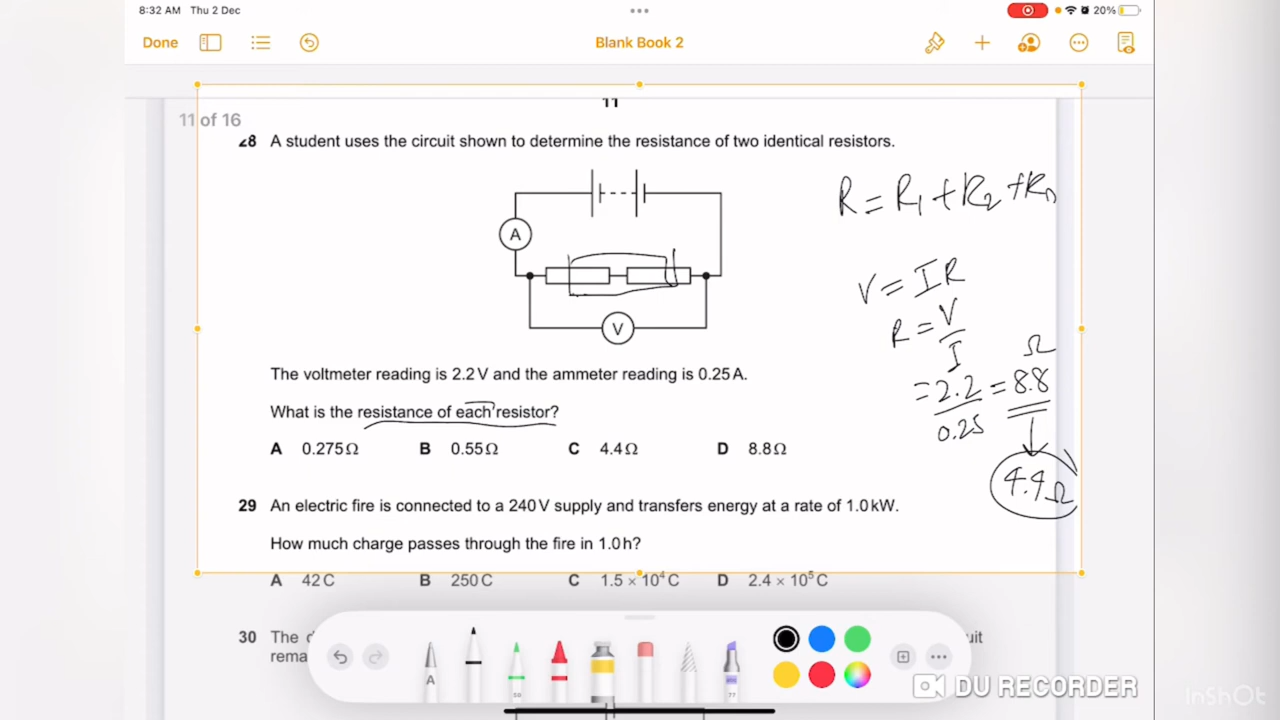 8:32 AM Thu 2 Dec
20%
Done
Blank Book 2
11
11 of 16
28 A student uses the circuit shown to determine the resistance of two identical resistors.
A
V
The voltmeter reading is 2.2 V and the ammeter reading is 0.25 A.
What is the resistance of each resistor?
A 0.275 Ω B 0.55 Ω C 4.4 Ω D 8.8 Ω
R = R1 + R2 + Rn
V = IR
R = V
I
Ω
= 2.2 = 8.8
0.25
4.4 Ω
29 An electric fire is connected to a 240 V supply and transfers energy at a rate of 1.0 kW.
How much charge passes through the fire in 1.0 h?
A 42 C B 250 C C 1.5 × 10⁴ C D 2.4 × 10⁵ C
30 The
rema
A
50
77
DU RECORDER
InShOt